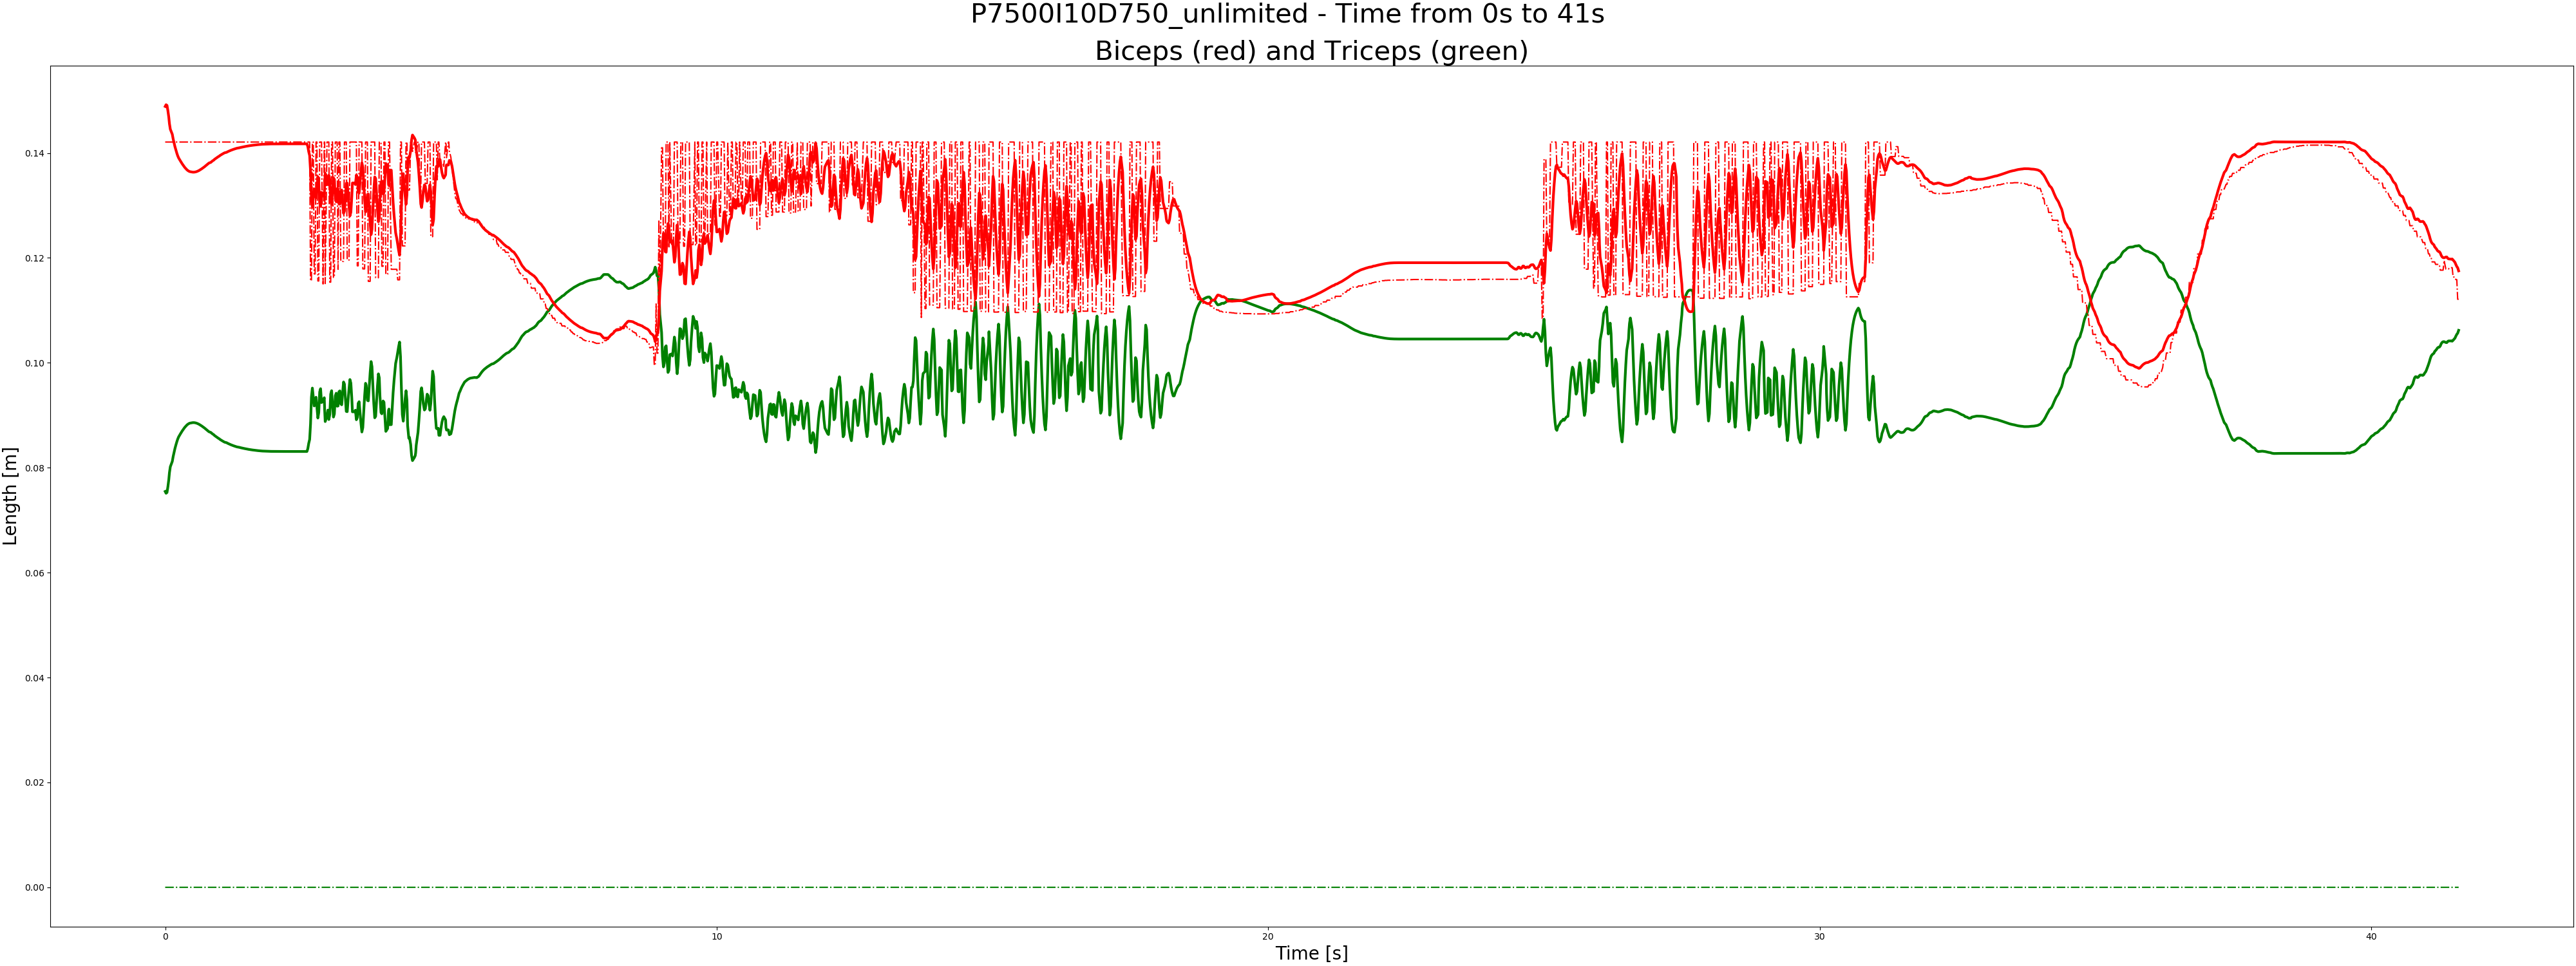 P7500I10D750_unlimited - Time from 0s to 41s
Biceps (red) and Triceps (green)
Length [m]
0.14
0.12
0.10
0.08
0.06
0.04
0.02
0.00
0 10 20 30 40
Time [s]